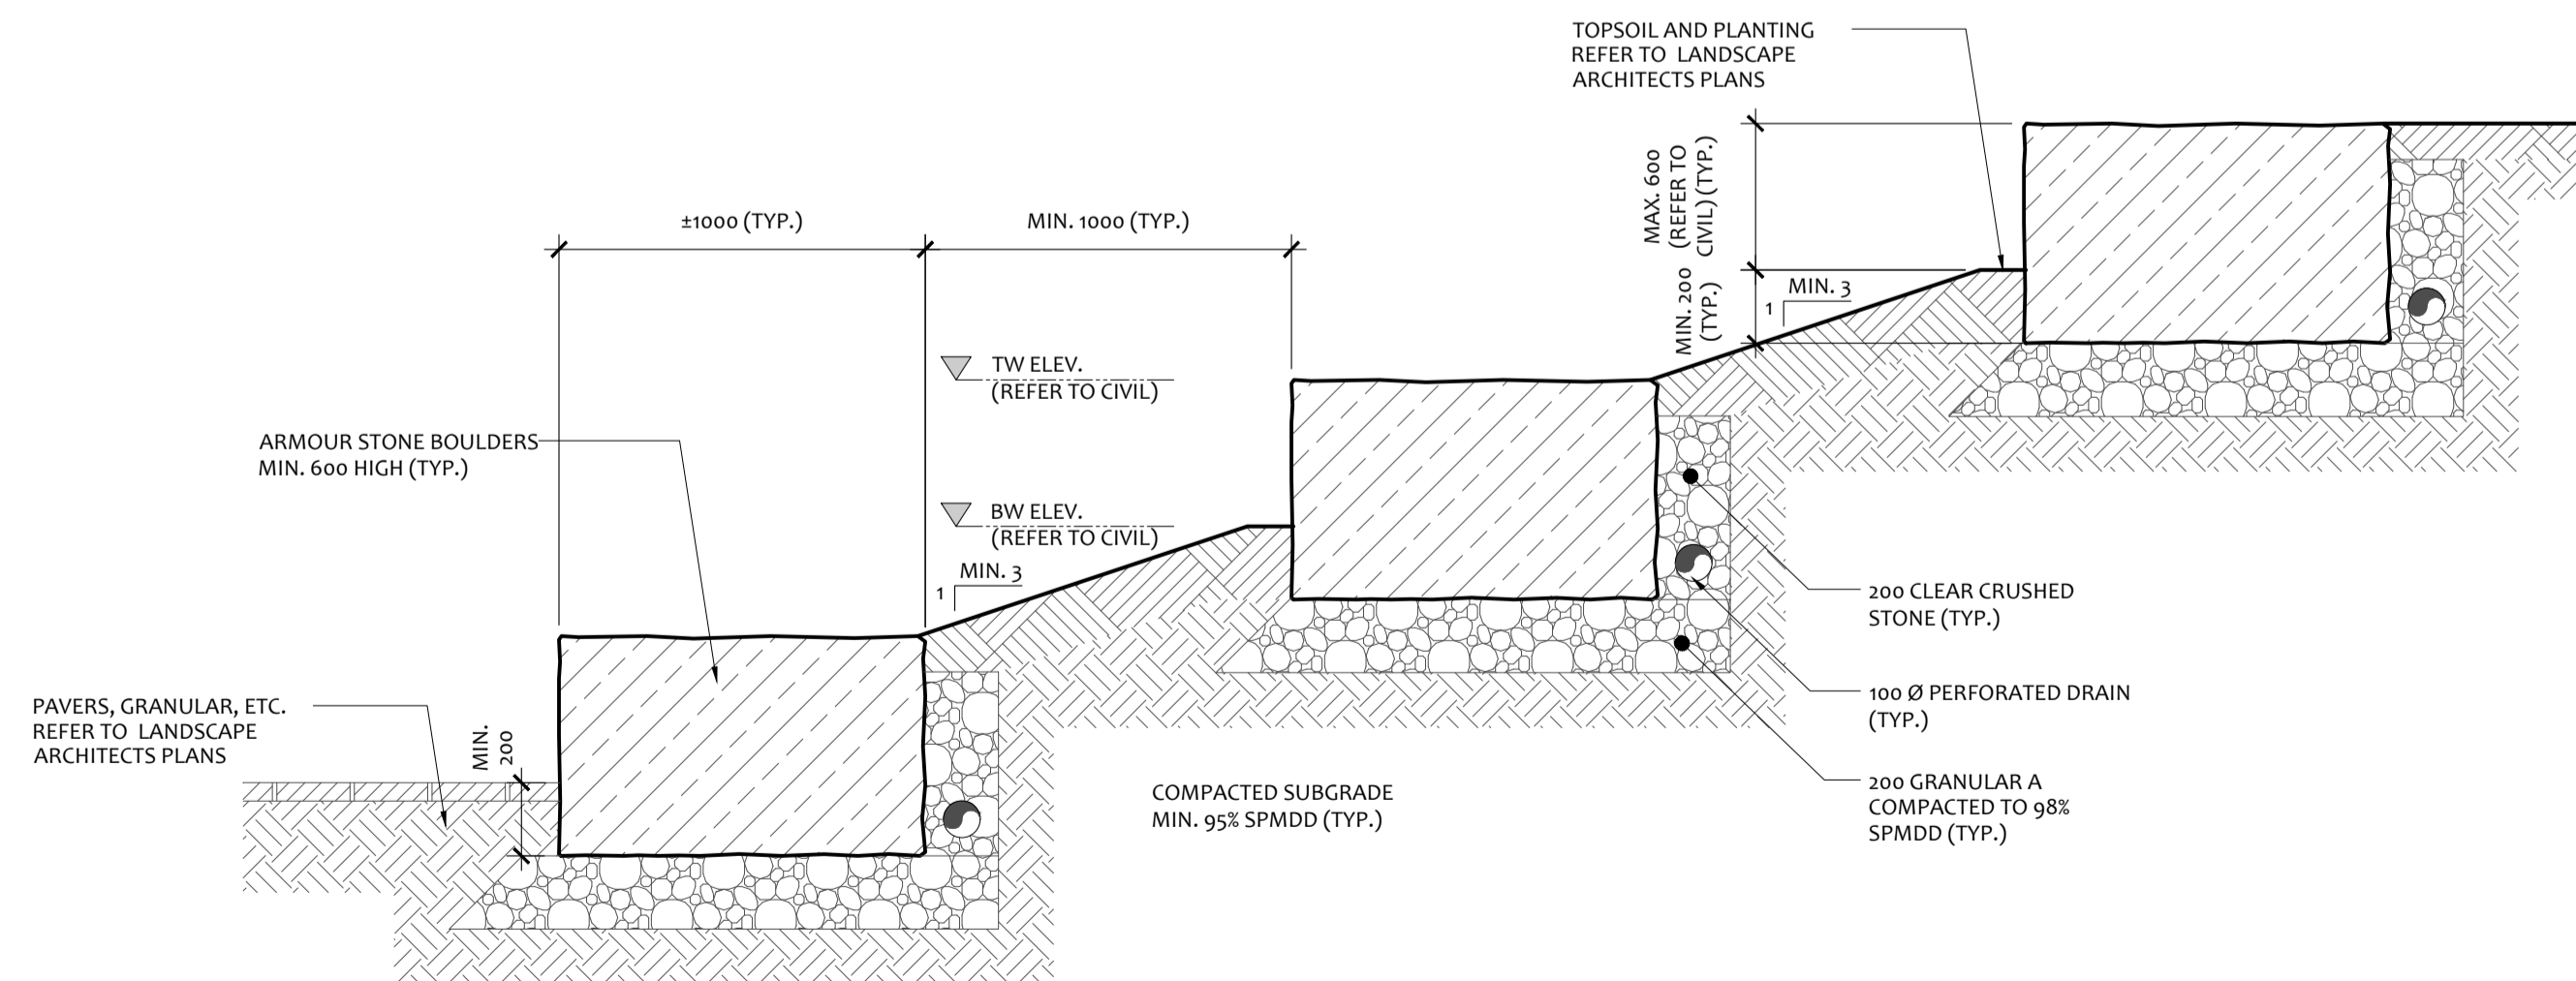 TOPSOIL AND PLANTING
REFER TO LANDSCAPE
ARCHITECTS PLANS
MAX. 600
(REFER TO
CIVIL) (TYP.)
MIN. 200
(TYP.)
1
MIN. 3
±1000 (TYP.)
MIN. 1000 (TYP.)
TW ELEV.
(REFER TO CIVIL)
BW ELEV.
(REFER TO CIVIL)
1
MIN. 3
ARMOUR STONE BOULDERS
MIN. 600 HIGH (TYP.)
PAVERS, GRANULAR, ETC.
REFER TO LANDSCAPE
ARCHITECTS PLANS
MIN.
200
COMPACTED SUBGRADE
MIN. 95% SPMDD (TYP.)
200 CLEAR CRUSHED
STONE (TYP.)
100 Ø PERFORATED DRAIN
(TYP.)
200 GRANULAR A
COMPACTED TO 98%
SPMDD (TYP.)